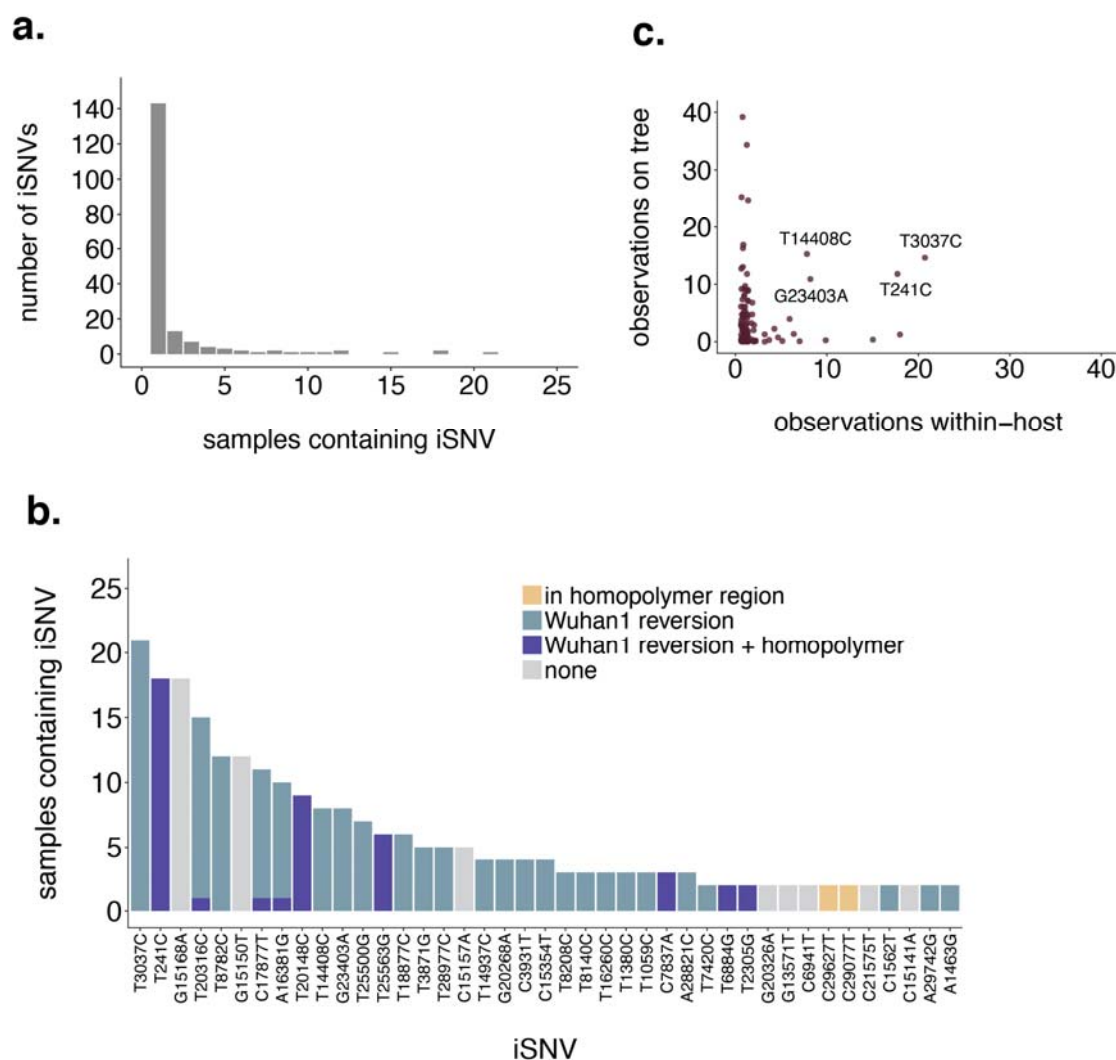 a.
number of iSNVs
140
120
100
80
60
40
20
0
0 5 10 15 20 25
samples containing iSNV
c.
observations on tree
40
30
20
10
0
T14408C
T3037C
G23403A
T241C
0 10 20 30 40
observations within-host
b.
samples containing iSNV
25
20
15
10
5
0
in homopolymer region
Wuhan1 reversion
Wuhan1 reversion + homopolymer
none
T3037C
T241C
G15168A
T20316C
T8782C
G15150T
C17877T
A16381G
T20148C
T14408C
G23403A
T25500G
T25563G
T18877C
T3871G
T28977C
C15157A
T14937C
G20268A
C3931T
C15354T
T8208C
T8140C
T16260C
T1380C
T1059C
C7837A
A28821C
T7420C
T6884G
T2305G
G20326A
G13571T
C6941T
C29627T
C29077T
C21575T
C1562T
C15141A
A29742G
A1463G
iSNV